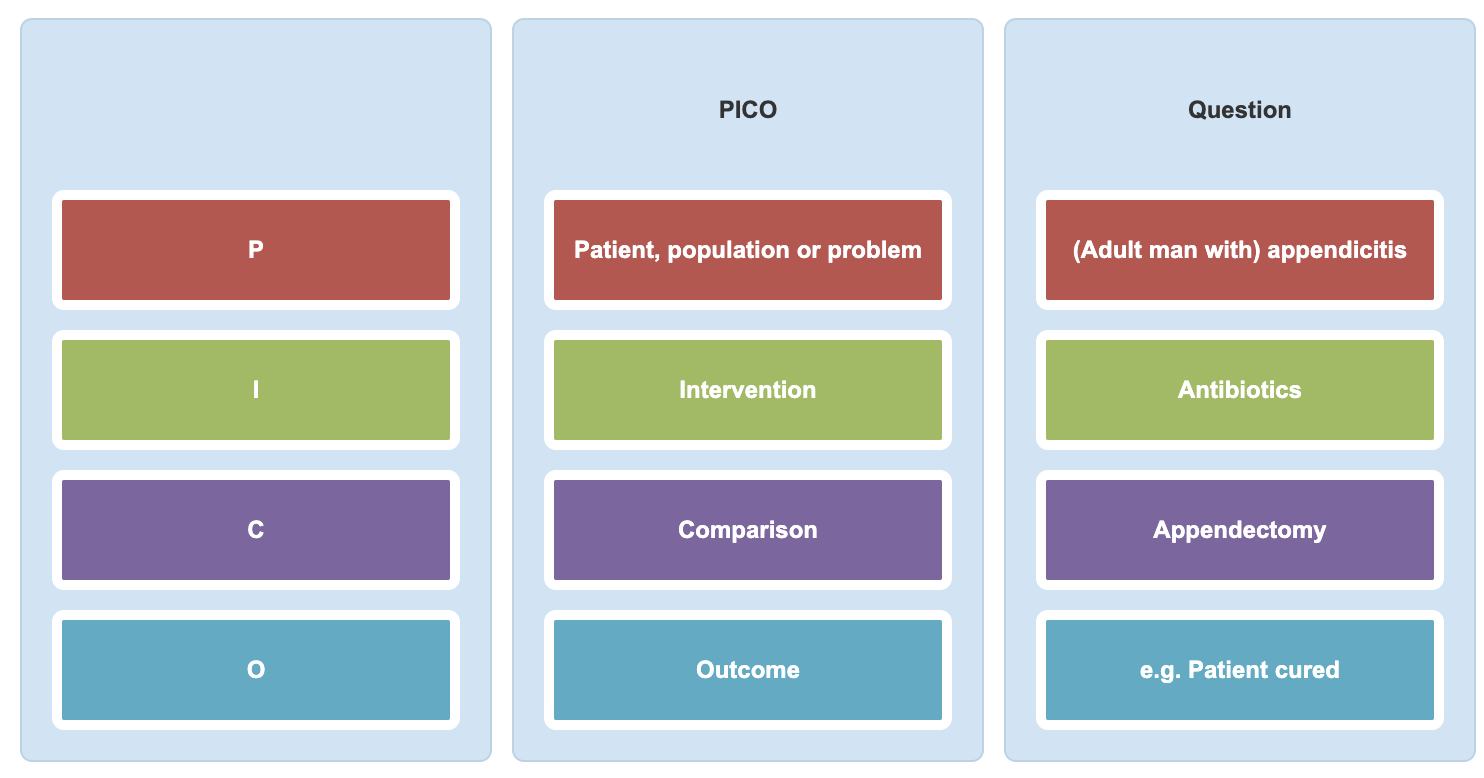 PICO
Question
P
Patient, population or problem
(Adult man with) appendicitis
I
Intervention
Antibiotics
C
Comparison
Appendectomy
O
Outcome
e.g. Patient cured